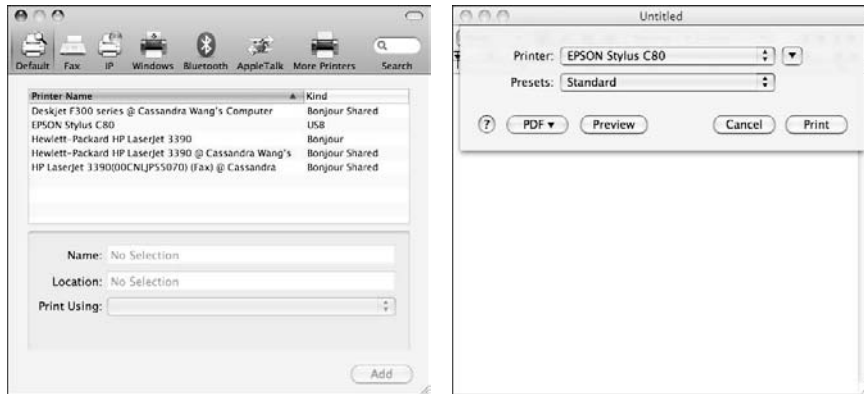 Default Fax IP Windows Bluetooth AppleTalk More Printers Search
Printer Name Kind
Deskjet F300 series @ Cassandra Wang's Computer Bonjour Shared
EPSON Stylus C80 USB
Hewlett-Packard HP LaserJet 3390 Bonjour
Hewlett-Packard HP LaserJet 3390 @ Cassandra Wang's Bonjour Shared
HP LaserJet 3390(00CNLJPS5070) (Fax) @ Cassandra Bonjour Shared
Name: No Selection
Location: No Selection
Print Using:
Add
Untitled
Printer: EPSON Stylus C80
Presets: Standard
? PDF Preview Cancel Print